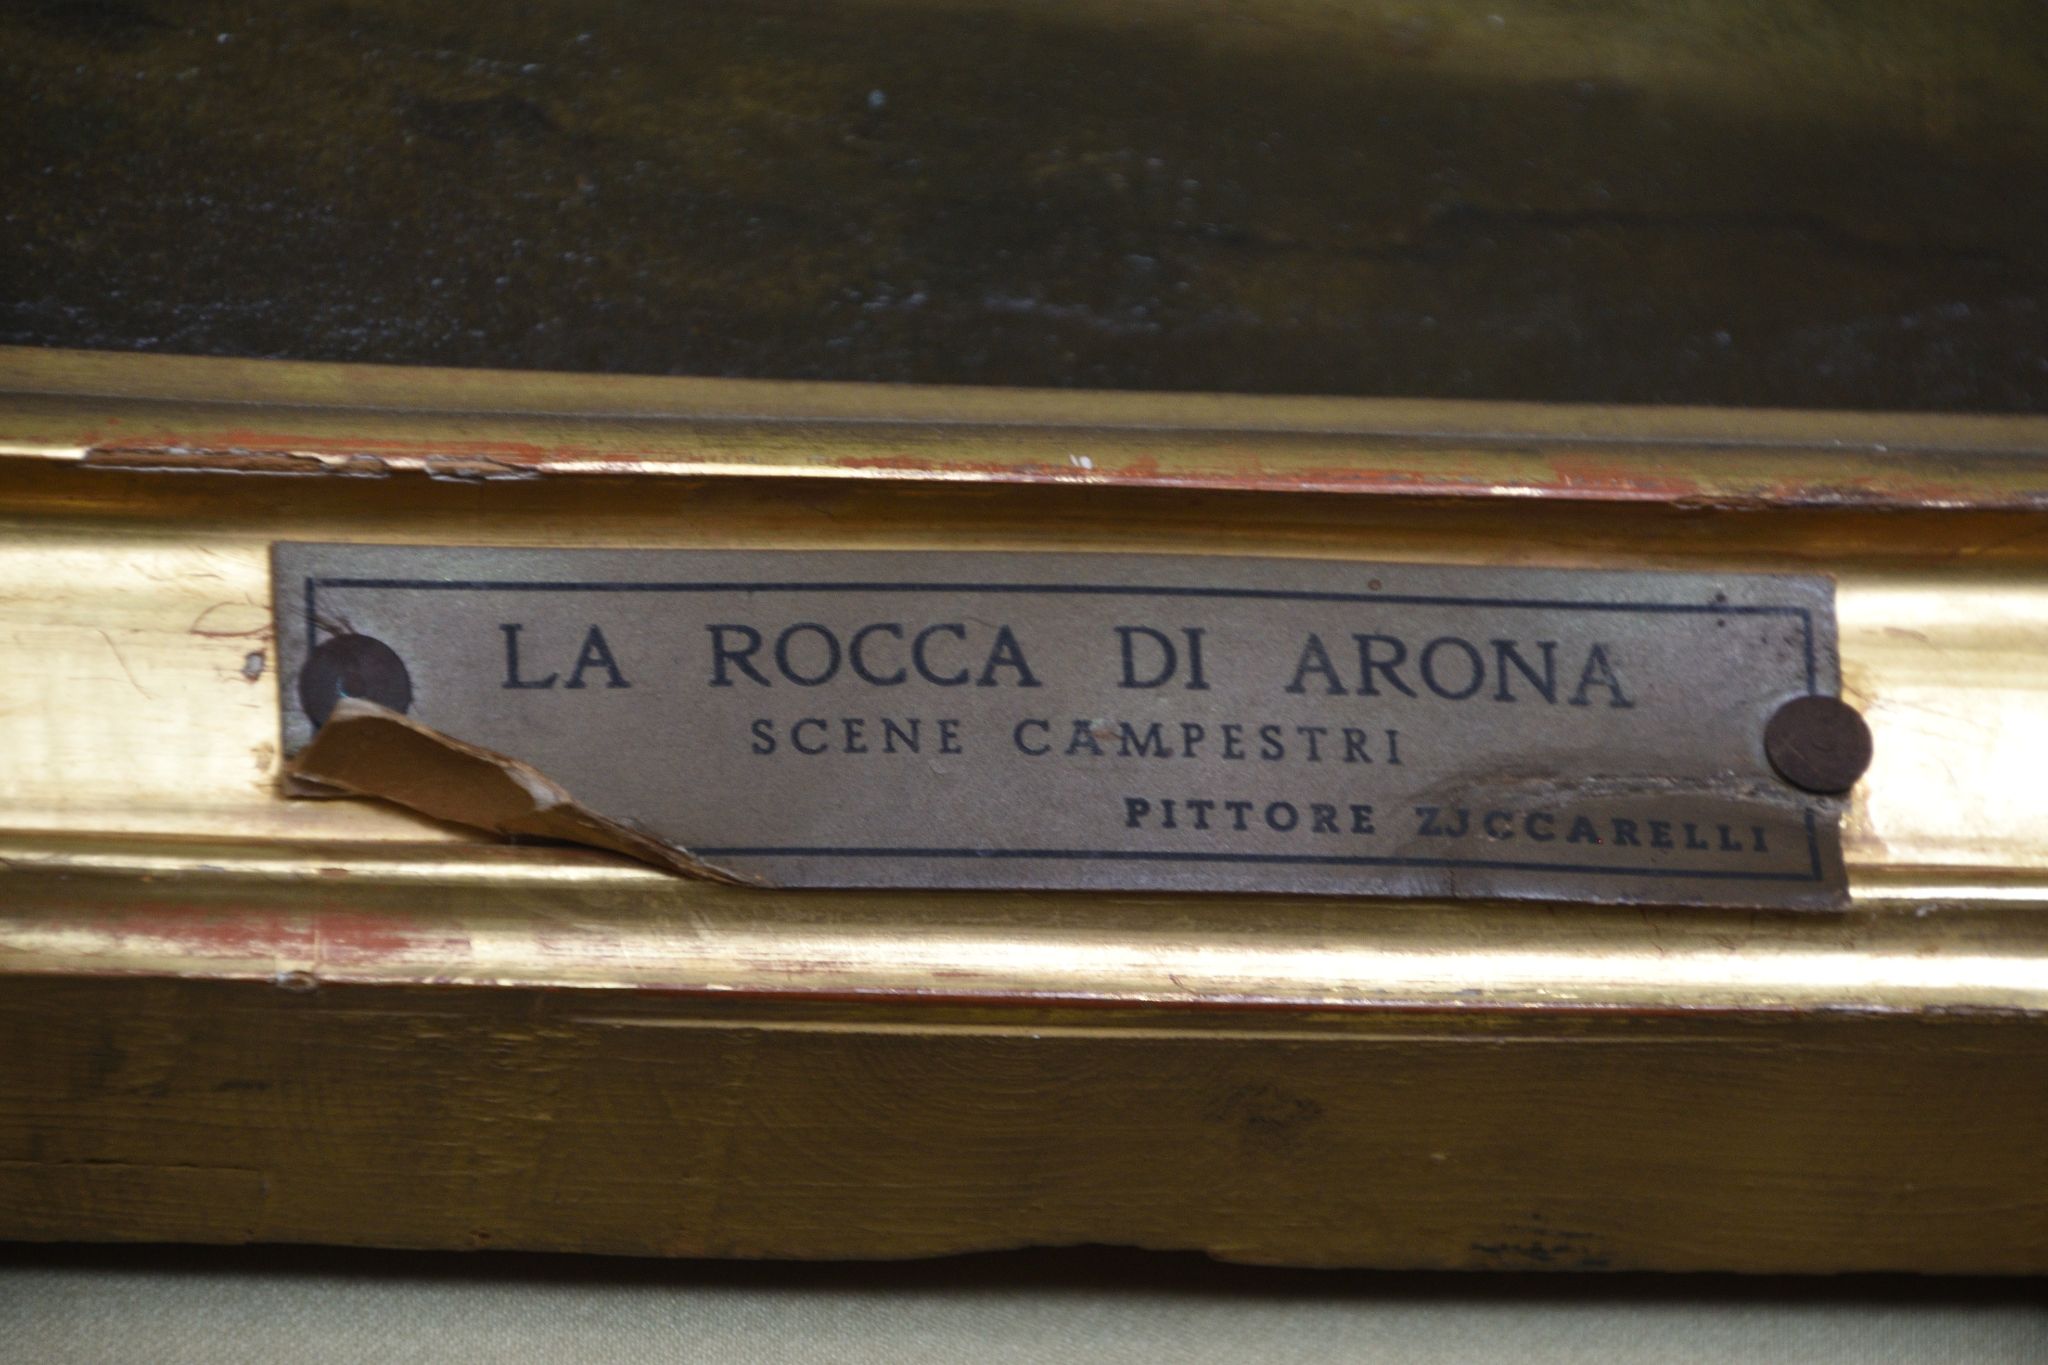 LA ROCCA DI ARONA
SCENE CAMPESTRI
PITTORE ZJCCARELLI